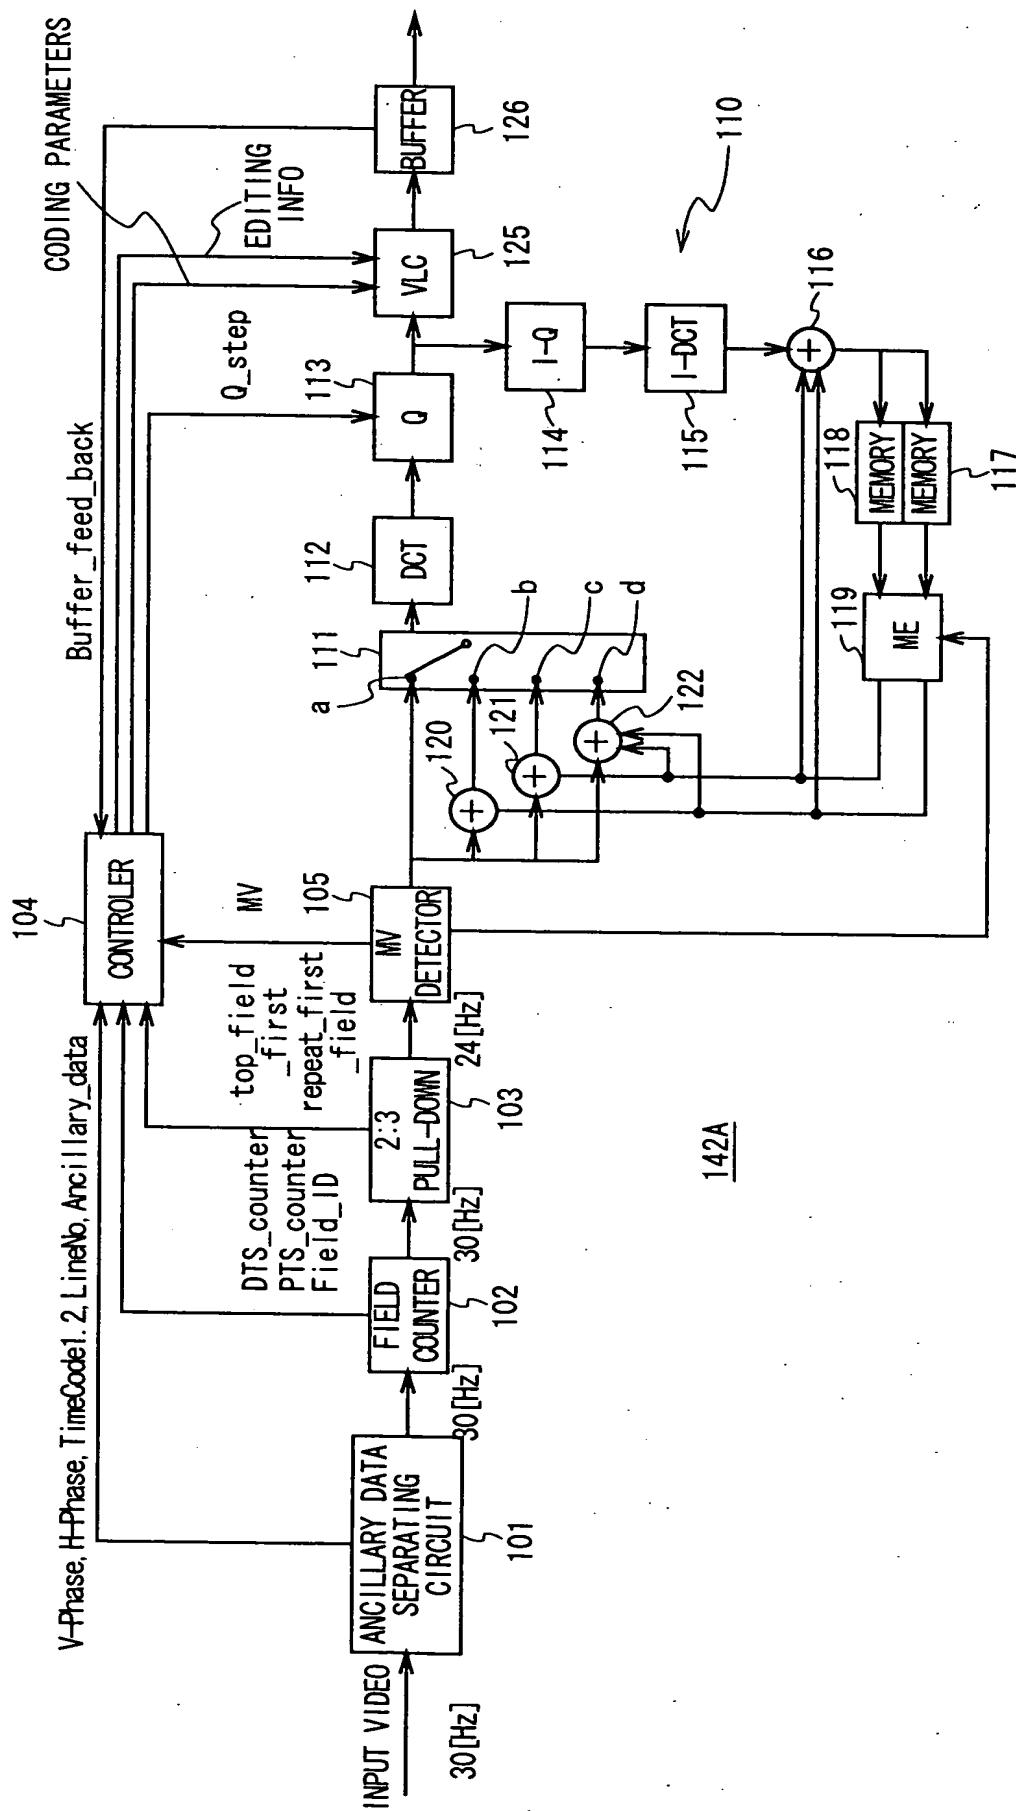 V-Phase, H-Phase, TimeCode1. 2, LineNo, Ancillary_data
Buffer_feed_back
CODING PARAMETERS
104
CONTROLER
EDITING
INFO
Q_step
MV
top_field
_first
repeat_first
_field
DTS_counter
PTS_counter
Field_ID
INPUT VIDEO
30[Hz]
ANCILLARY DATA
SEPARATING
CIRCUIT
101
30[Hz]
FIELD
COUNTER
102
30[Hz]
2:3
PULL-DOWN
103
24[Hz]
MV
DETECTOR
105
111
a
b
c
d
120
121
122
DCT
112
Q
113
VLC
125
BUFFER
126
I-Q
114
I-DCT
115
116
110
MEMORY
118
MEMORY
117
ME
119
142A